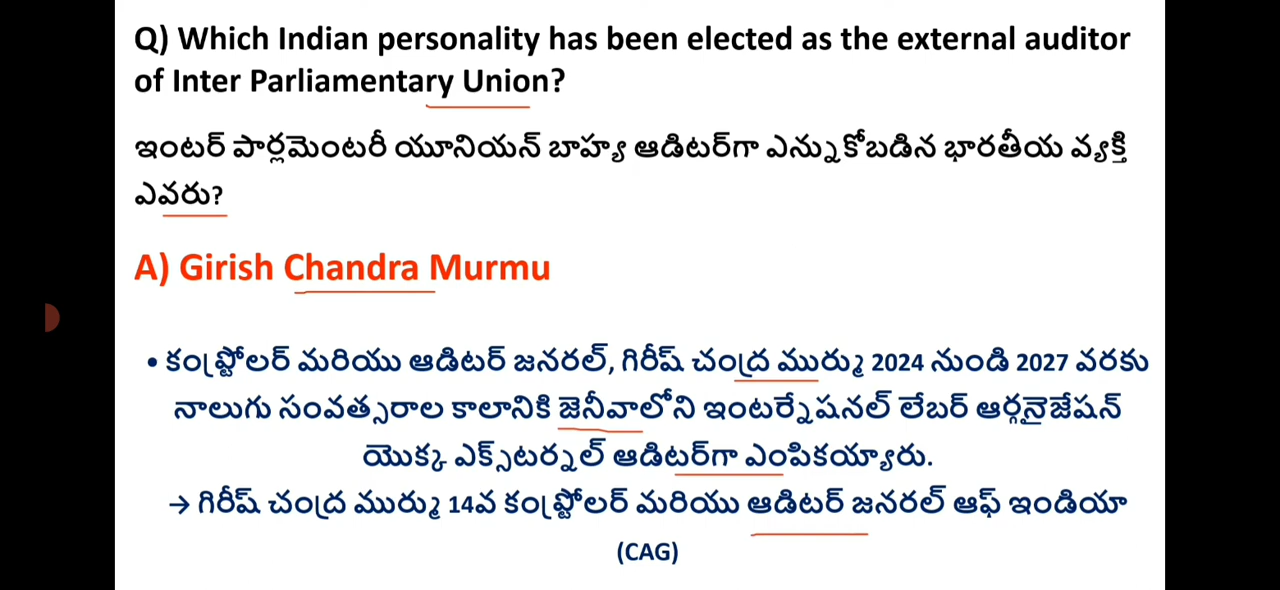 Q) Which Indian personality has been elected as the external auditor
of Inter Parliamentary Union?
ఇంటర్ పార్లమెంటరీ యూనియన్ బాహ్య ఆడిటర్‌గా ఎన్నుకోబడిన భారతీయ వ్యక్తి
ఎవరు?
A) Girish Chandra Murmu
• కంప్ట్రోలర్ మరియు ఆడిటర్ జనరల్, గిరీష్ చంద్ర ముర్ము 2024 నుండి 2027 వరకు
నాలుగు సంవత్సరాల కాలానికి జెనీవాలోని ఇంటర్నేషనల్ లేబర్ ఆర్గనైజేషన్
యొక్క ఎక్స్‌టర్నల్ ఆడిటర్‌గా ఎంపికయ్యారు.
→ గిరీష్ చంద్ర ముర్ము 14వ కంప్ట్రోలర్ మరియు ఆడిటర్ జనరల్ ఆఫ్ ఇండియా
(CAG)